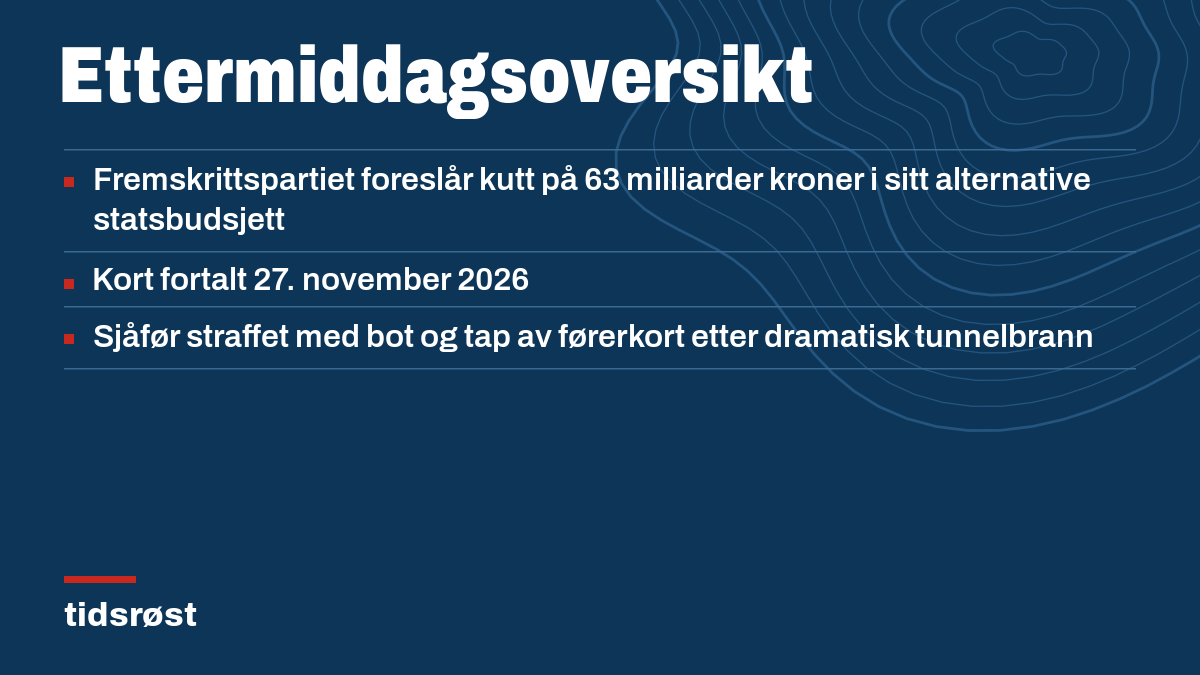 Ettermiddagsoversikt
Fremskrittspartiet foreslår kutt på 63 milliarder kroner i sitt alternative
statsbudsjett
Kort fortalt 27. november 2026
Sjåfør straffet med bot og tap av førerkort etter dramatisk tunnelbrann
tidsrøst